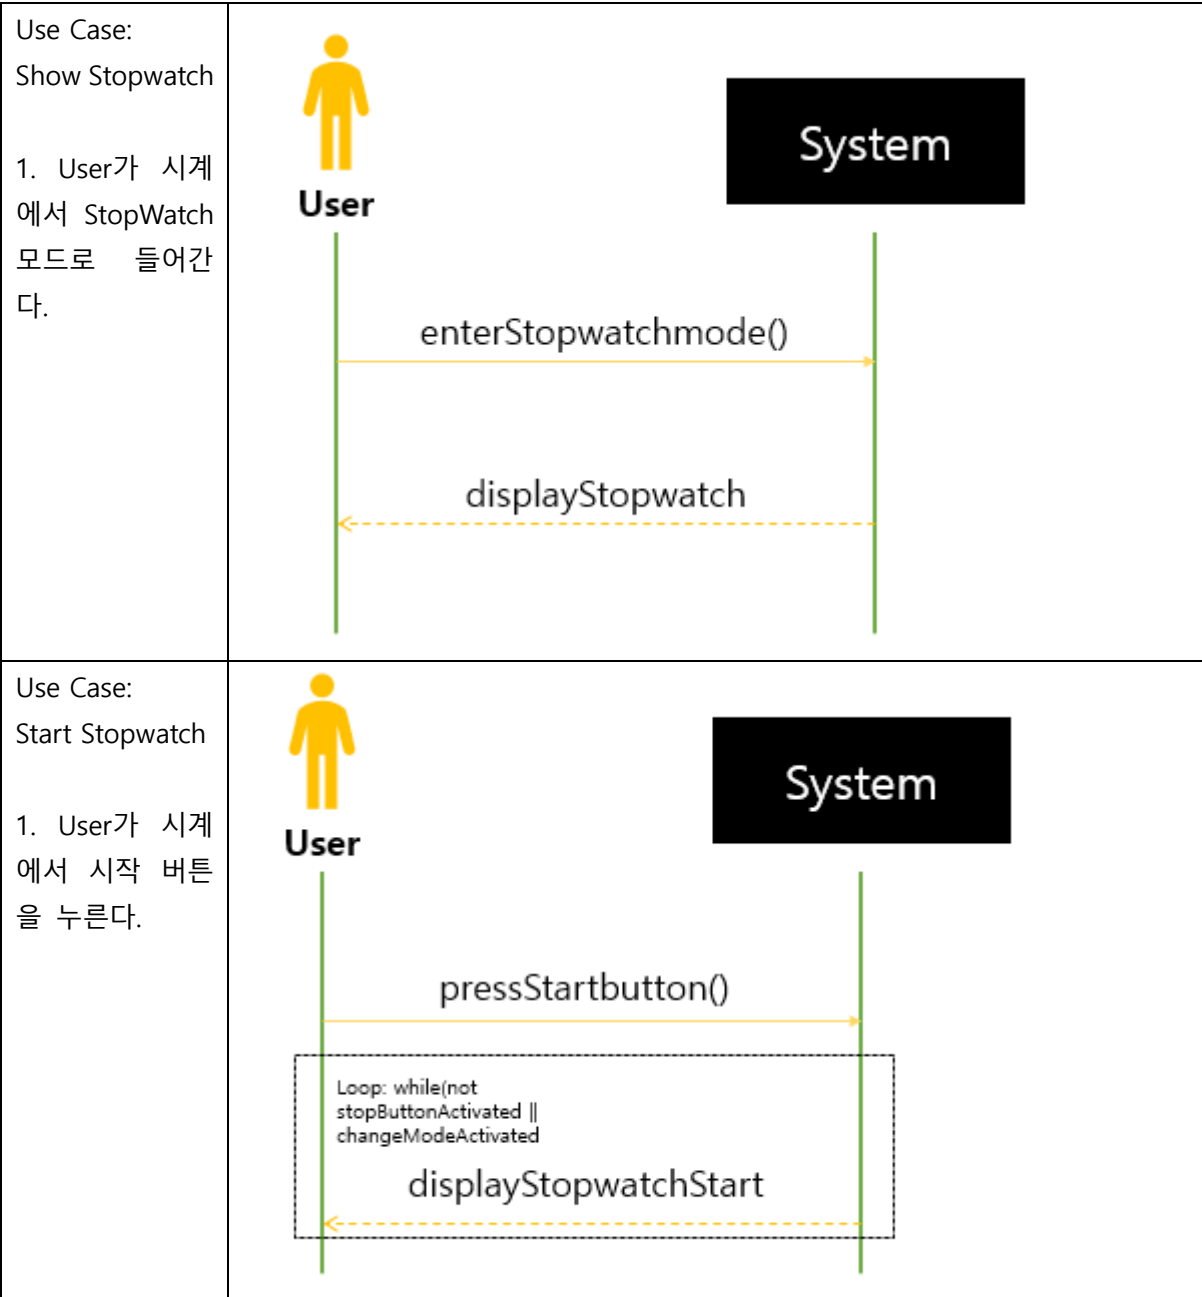 Use Case:
Show Stopwatch
1. User가 시계
에서 StopWatch
모드로 들어간
다.
User
System
enterStopwatchmode()
displayStopwatch
Use Case:
Start Stopwatch
1. User가 시계
에서 시작 버튼
을 누른다.
User
System
pressStartbutton()
Loop: while(not
stopButtonActivated ||
changeModeActivated
displayStopwatchStart